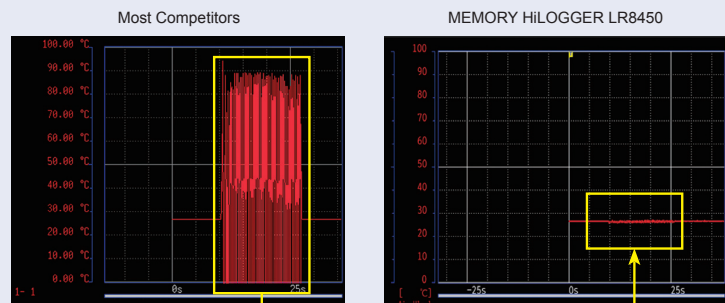 Most Competitors
100.00 °C
90.00 °C
80.00 °C
70.00 °C
60.00 °C
50.00 °C
40.00 °C
30.00 °C
20.00 °C
10.00 °C
0.00 °C
1- 1
0s
25s
MEMORY HiLOGGER LR8450
100
90
80
70
60
50
40
30
20
10
0
[ °C]
-25s
0s
25s